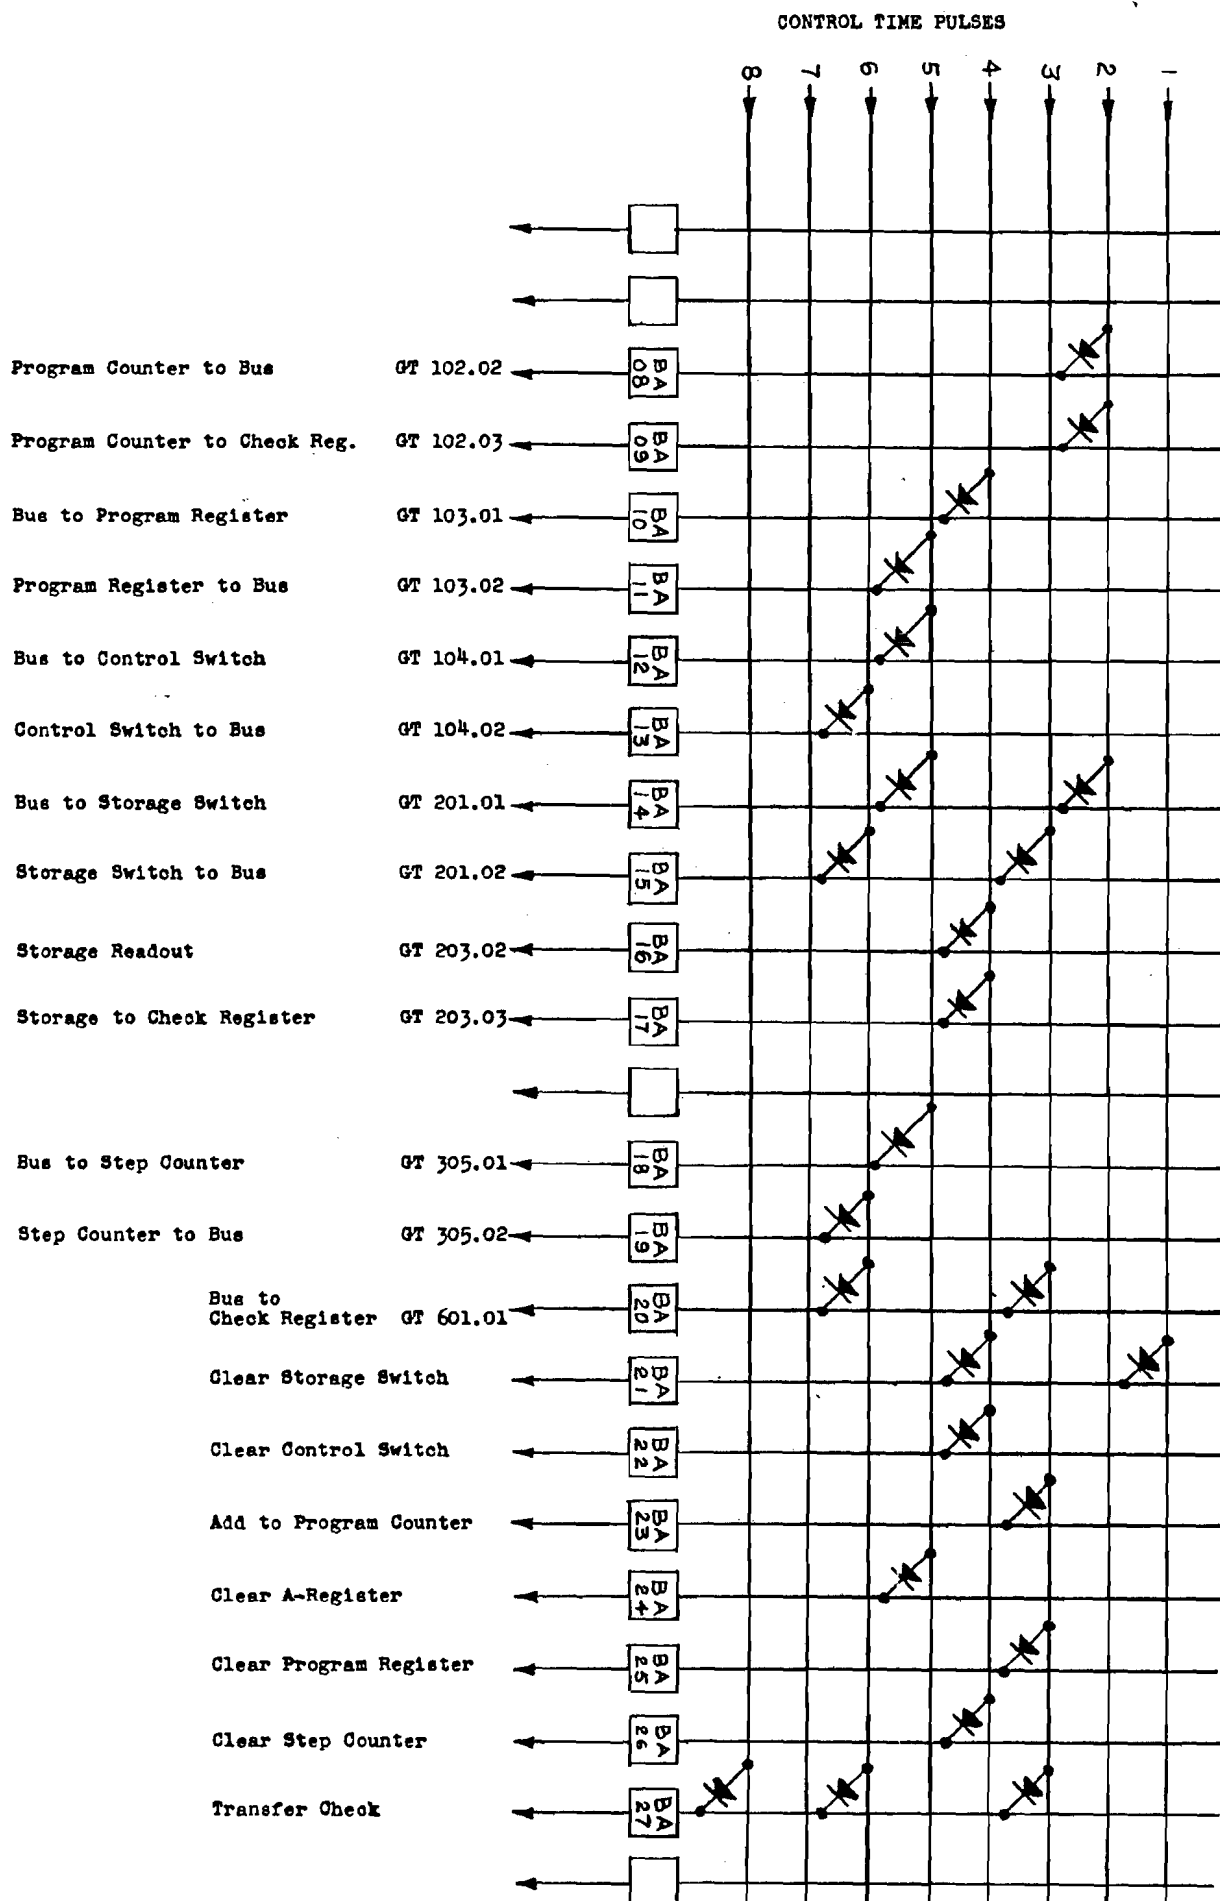 CONTROL TIME PULSES
8 7 6 5 4 3 2 1
Program Counter to Bus GT 102.02 BA 08
Program Counter to Check Reg. GT 102.03 BA 09
Bus to Program Register GT 103.01 BA 10
Program Register to Bus GT 103.02 BA 11
Bus to Control Switch GT 104.01 BA 12
Control Switch to Bus GT 104.02 BA 13
Bus to Storage Switch GT 201.01 BA 14
Storage Switch to Bus GT 201.02 BA 15
Storage Readout GT 203.02 BA 16
Storage to Check Register GT 203.03 BA 17
Bus to Step Counter GT 305.01 BA 18
Step Counter to Bus GT 305.02 BA 19
Bus to
Check Register GT 601.01 BA 20
Clear Storage Switch BA 21
Clear Control Switch BA 22
Add to Program Counter BA 23
Clear A-Register BA 24
Clear Program Register BA 25
Clear Step Counter BA 26
Transfer Check BA 27